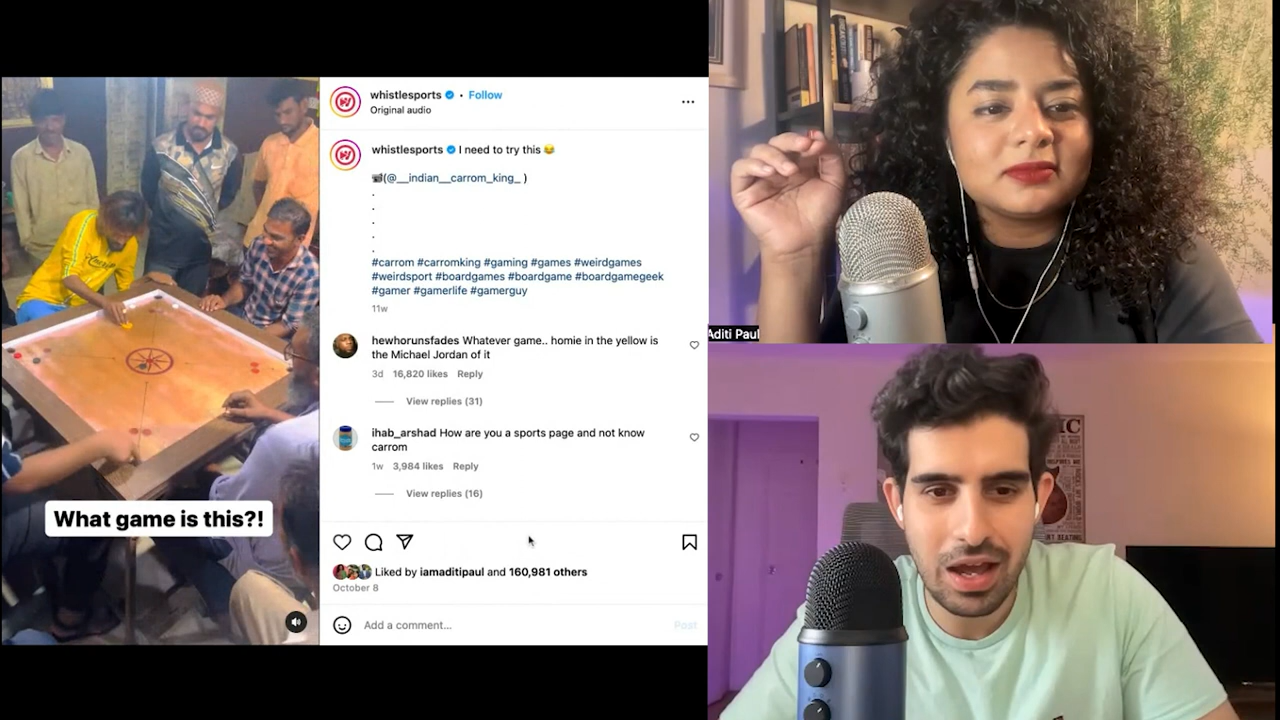 whistlesports • Follow
Original audio
whistlesports I need to try this 😂
📹(@__indian__carrom_king_ )
.
.
.
.
.
#carrom #carromking #gaming #games #weirdgames
#weirdsport #boardgames #boardgame #boardgamegeek
#gamer #gamerlife #gamerguy
11w
hewhorunsfades Whatever game.. homie in the yellow is
the Michael Jordan of it
3d 16,820 likes Reply
View replies (31)
ihab_arshad How are you a sports page and not know
carrom
1w 3,984 likes Reply
View replies (16)
Liked by iamaditipaul and 160,981 others
October 8
Add a comment...
Post
What game is this?!
Aditi Paul